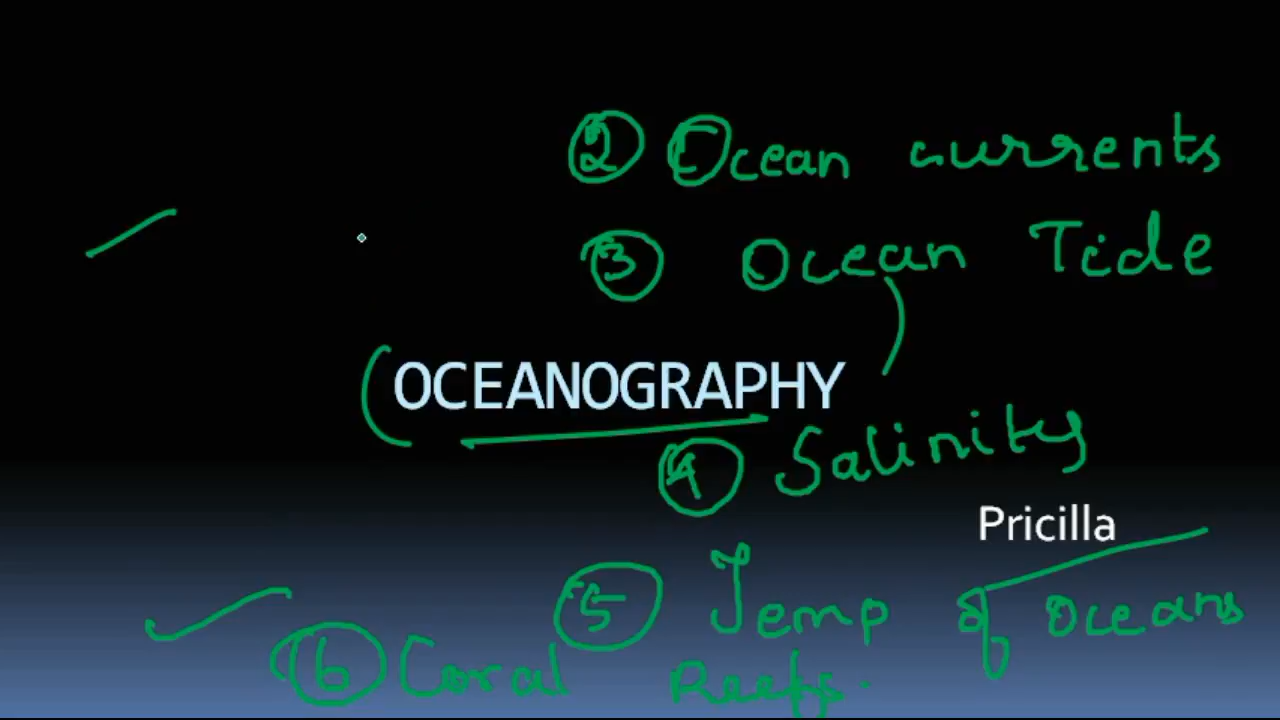 ② Ocean currents
③ Ocean Tide
OCEANOGRAPHY
④ Salinity
Pricilla
⑤ Temp of oceans
⑥ Coral Reefs.